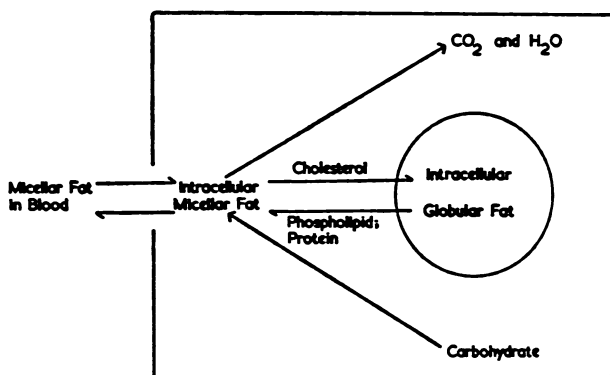 CO2 and H2O
Cholesterol
Micellar Fat
in Blood
Intracellular
Micellar Fat
Intracellular
Globular Fat
Phospholipid;
Protein
Carbohydrate